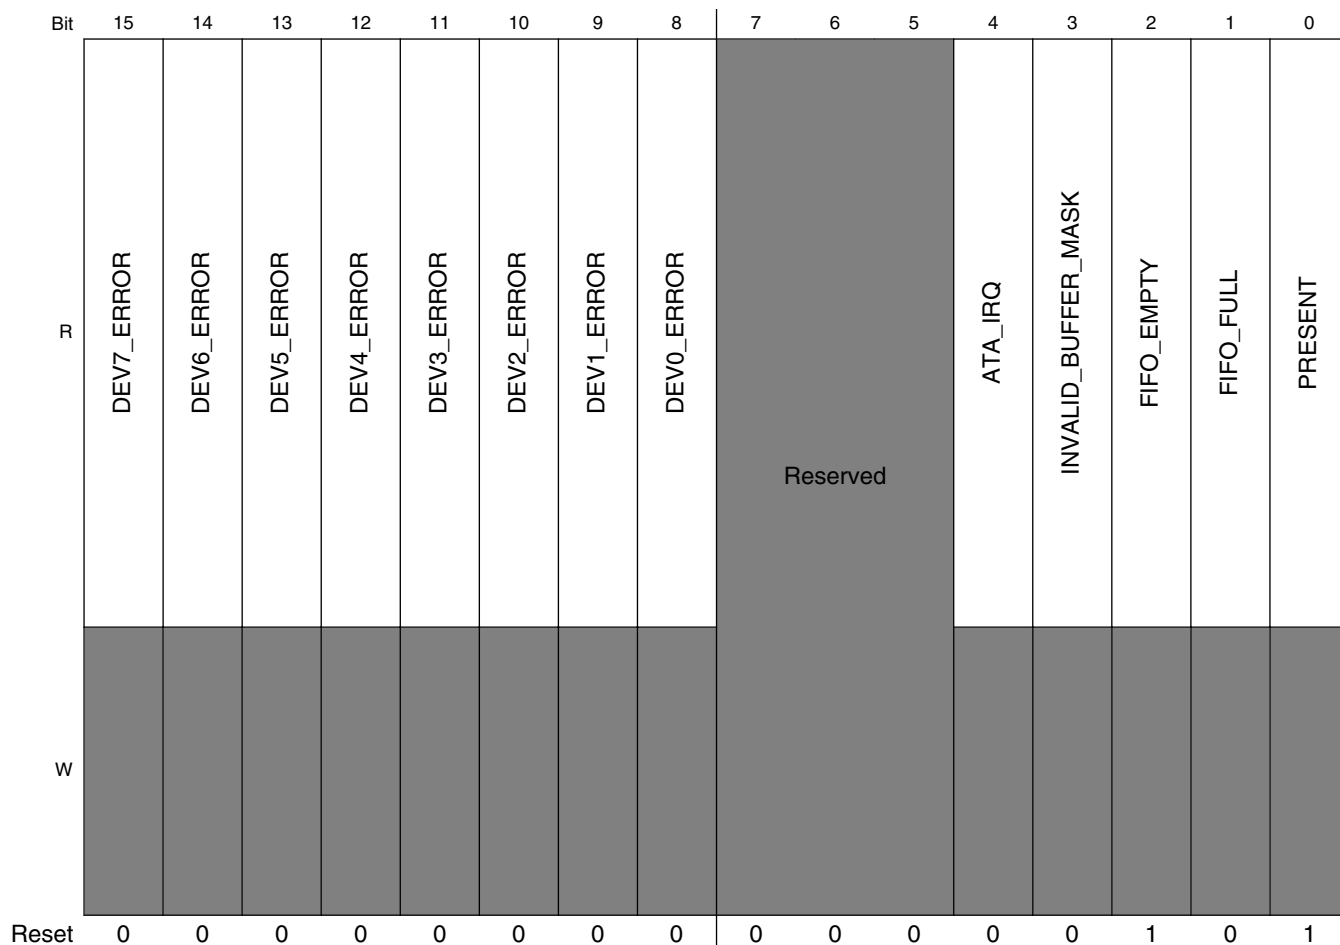 Bit 15 14 13 12 11 10 9 8 7 6 5 4 3 2 1 0
R DEV7_ERROR DEV6_ERROR DEV5_ERROR DEV4_ERROR DEV3_ERROR DEV2_ERROR DEV1_ERROR DEV0_ERROR Reserved ATA_IRQ INVALID_BUFFER_MASK FIFO_EMPTY FIFO_FULL PRESENT
W
Reset 0 0 0 0 0 0 0 0 0 0 0 0 0 1 0 1